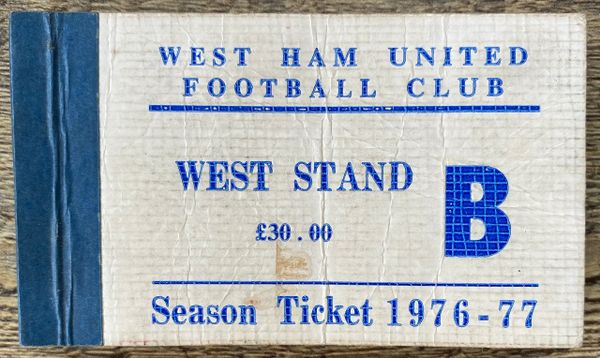 WEST HAM UNITED
FOOTBALL CLUB
WEST STAND B
£30.00
Season Ticket 1976-77